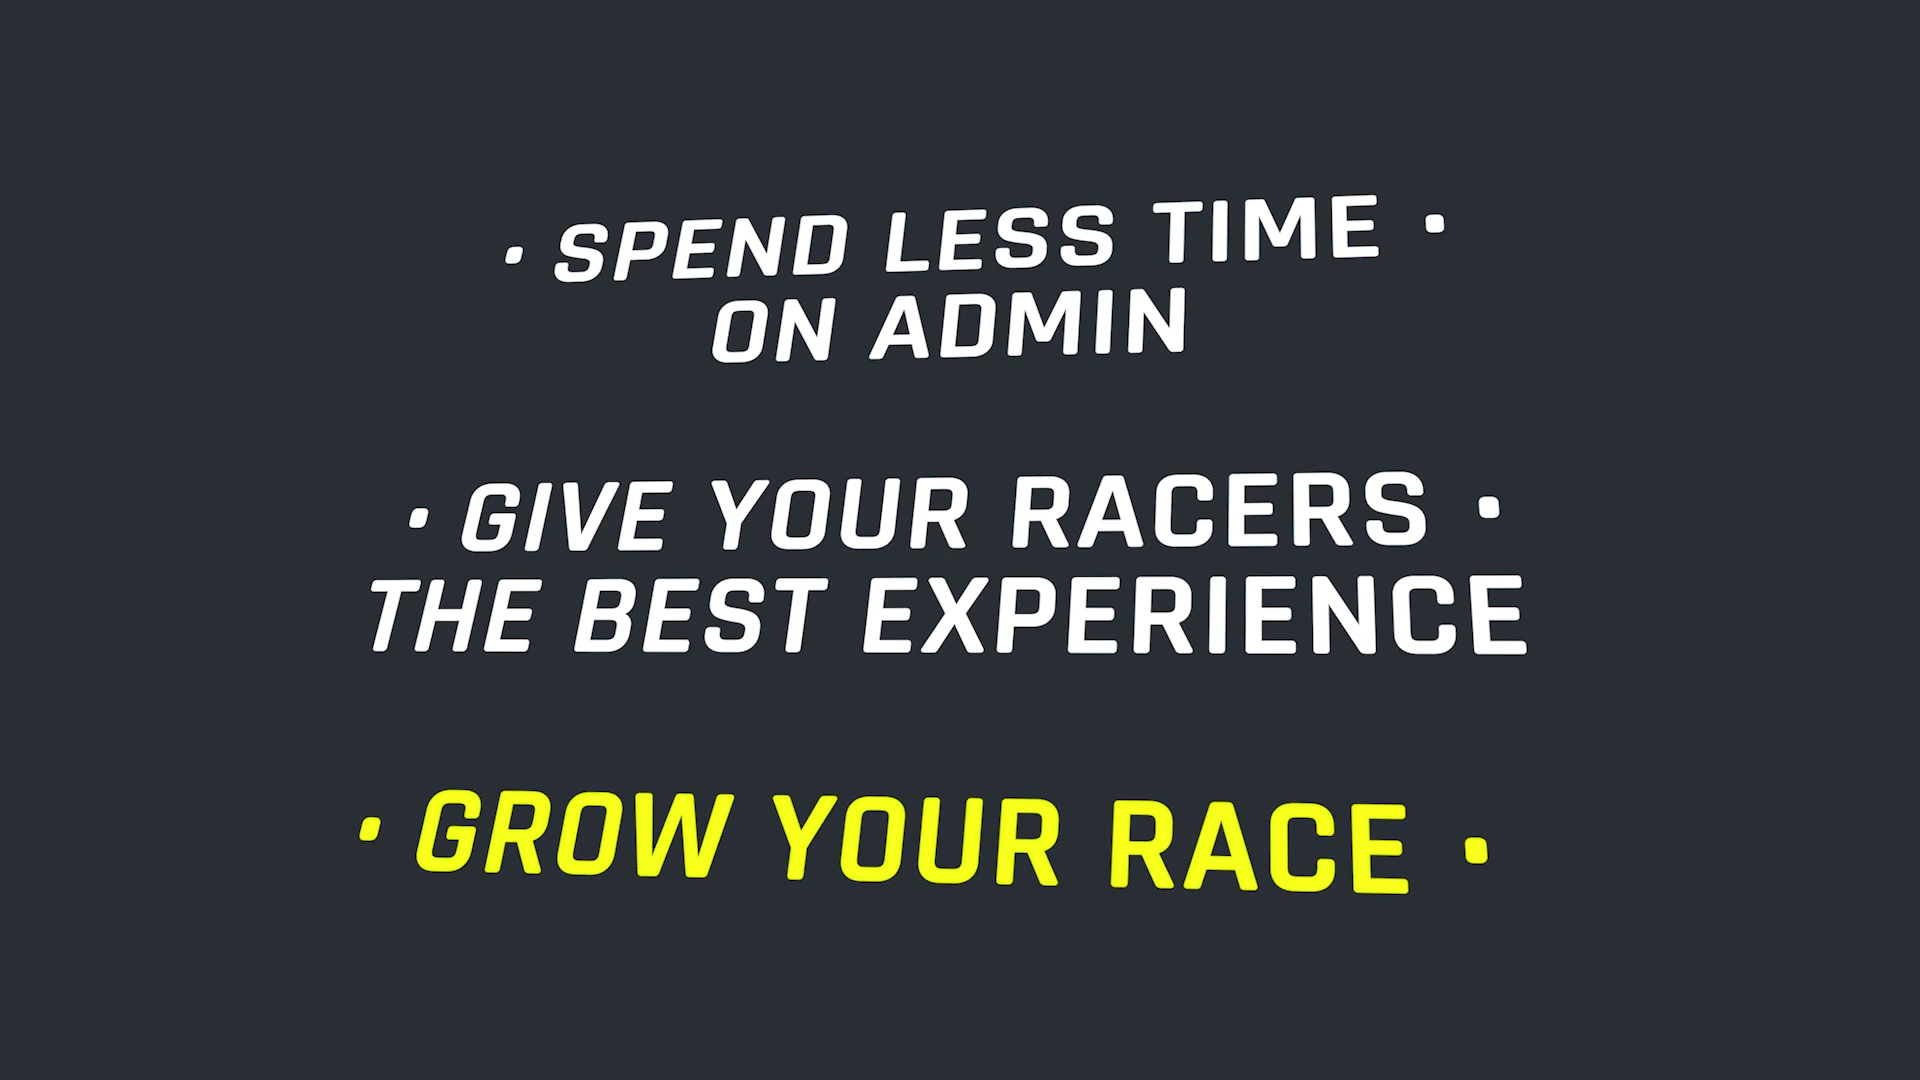 · SPEND LESS TIME ·
ON ADMIN
· GIVE YOUR RACERS ·
THE BEST EXPERIENCE
· GROW YOUR RACE ·